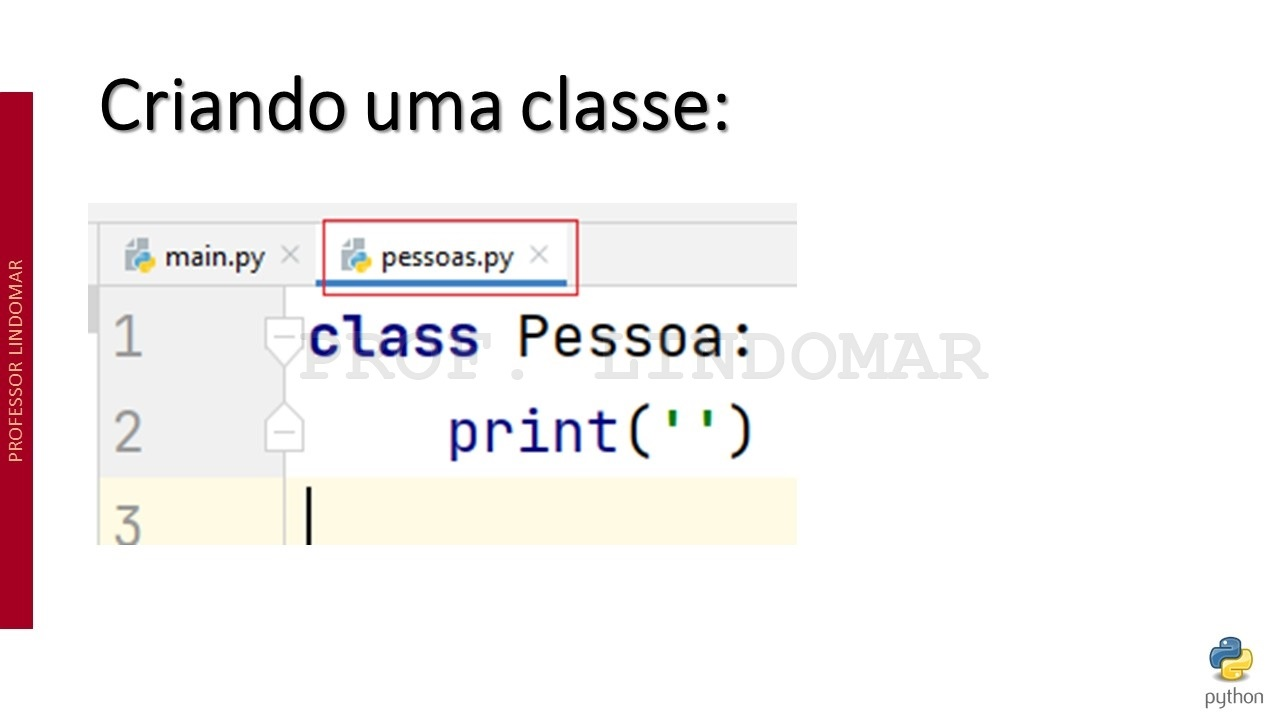 Criando uma classe:
PROFESSOR LINDOMAR
main.py pessoas.py
1 class Pessoa:
PROF. LINDOMAR
2 print('')
3
python